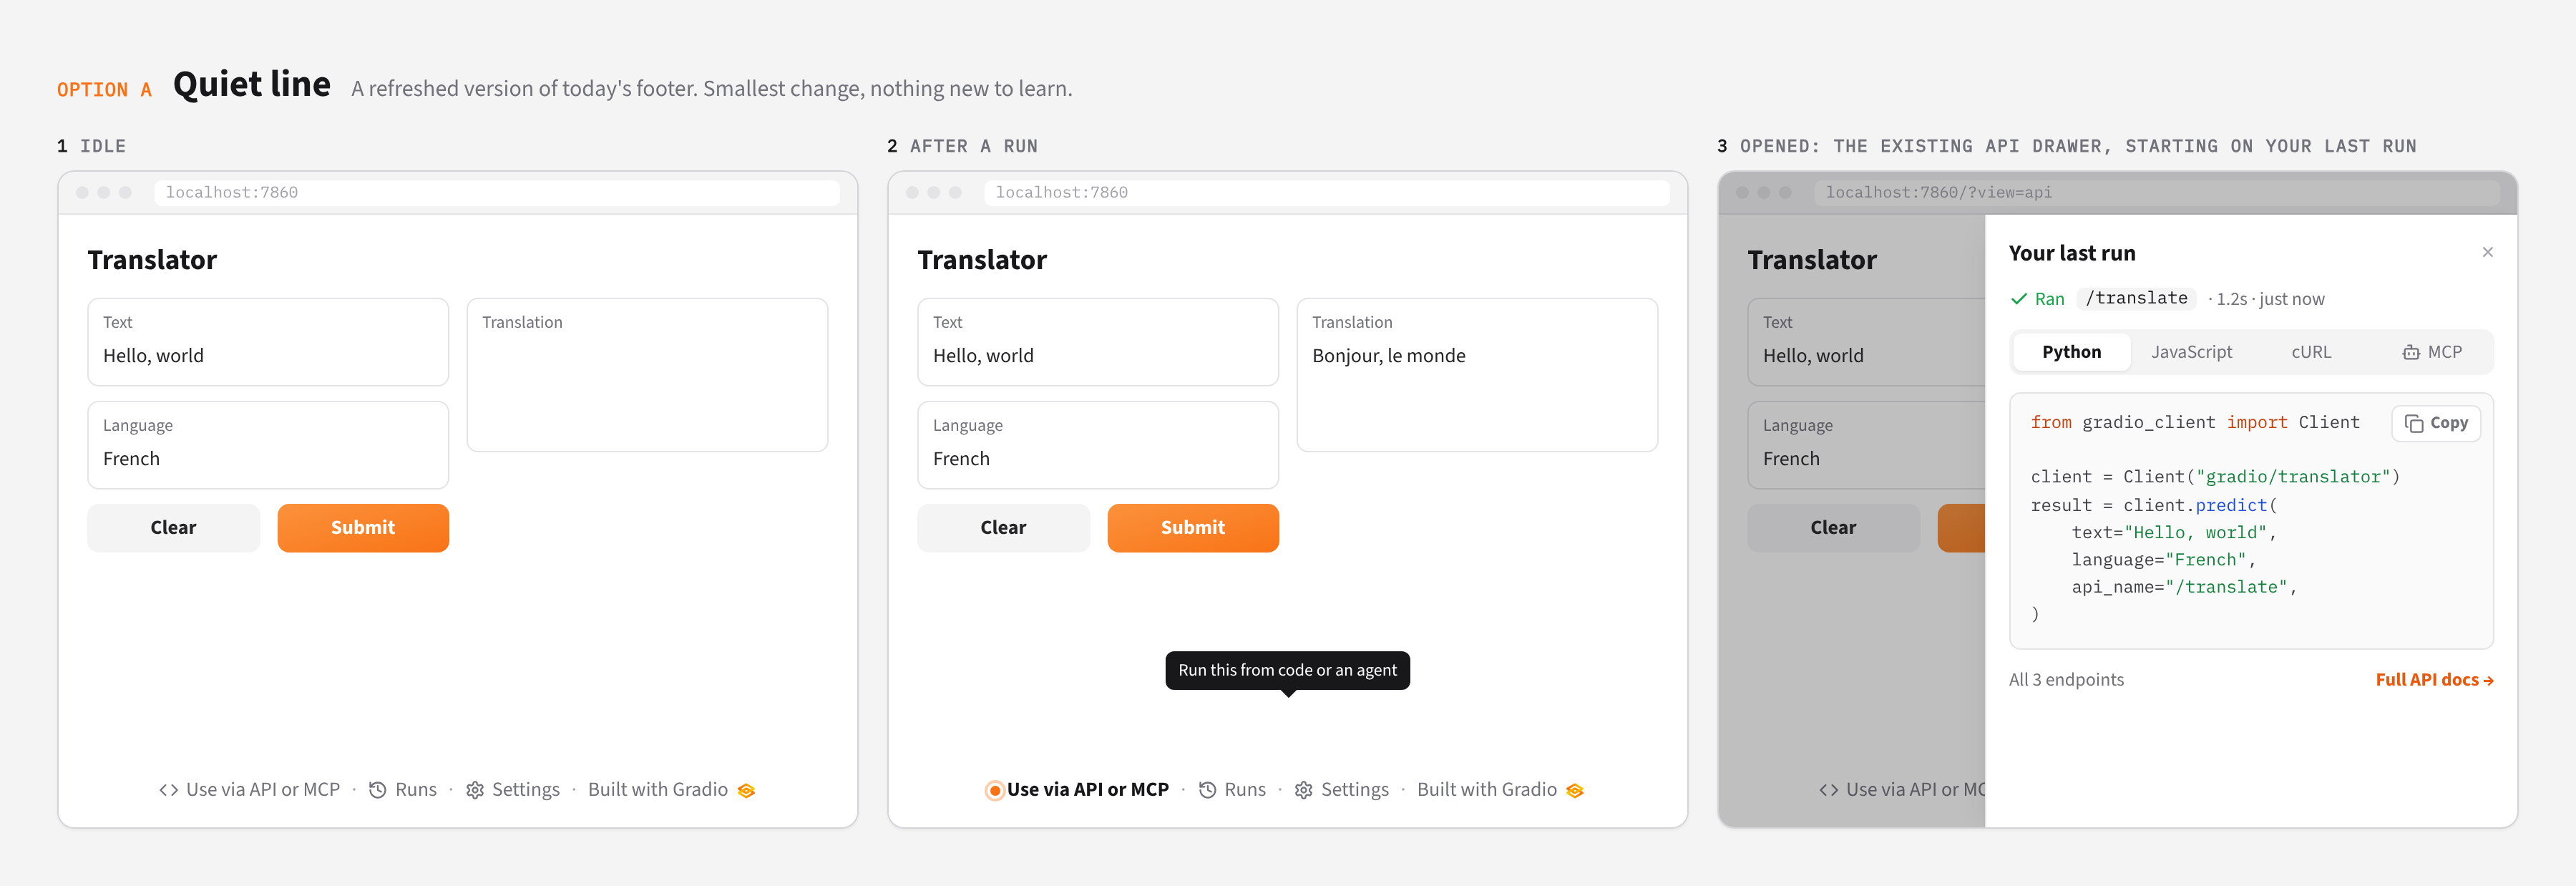 OPTION A Quiet line A refreshed version of today's footer. Smallest change, nothing new to learn.
1 IDLE
localhost:7860
Translator
Text
Hello, world
Translation
Language
French
Clear
Submit
<> Use via API or MCP · Runs · Settings · Built with Gradio
2 AFTER A RUN
localhost:7860
Translator
Text
Hello, world
Translation
Bonjour, le monde
Language
French
Clear
Submit
Run this from code or an agent
Use via API or MCP · Runs · Settings · Built with Gradio
3 OPENED: THE EXISTING API DRAWER, STARTING ON YOUR LAST RUN
localhost:7860/?view=api
Translator
Text
Hello, world
Language
French
Clear
<> Use via API or MC
Your last run ×
✓ Ran /translate · 1.2s · just now
Python JavaScript cURL MCP
Copy
from gradio_client import Client
client = Client("gradio/translator")
result = client.predict(
    text="Hello, world",
    language="French",
    api_name="/translate",
)
All 3 endpoints
Full API docs →